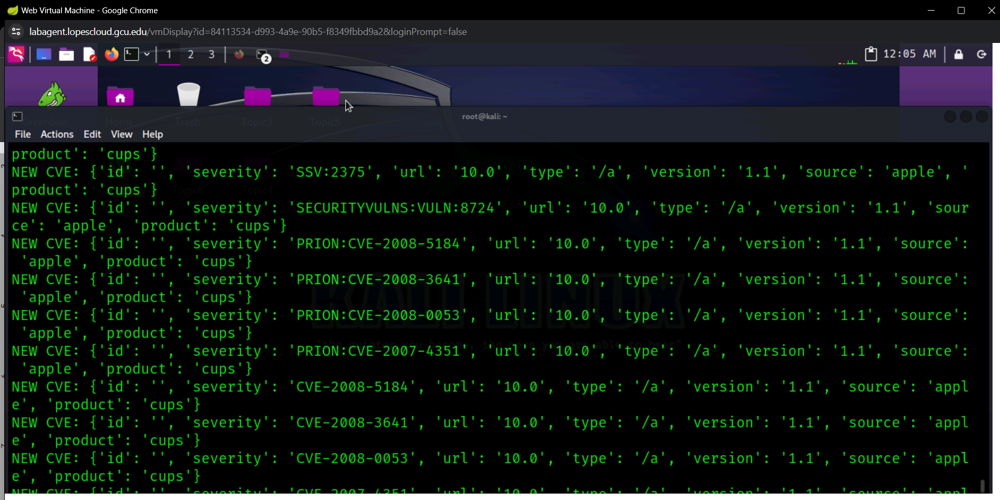 Web Virtual Machine - Google Chrome
labagent.lopescloud.gcu.edu/vmDisplay?id=84113534-d993-4a9e-90b5-f8349fbbd9a2&loginPrompt=false
1 2 3 2 12:05 AM
Greenbon... Home Trash Topic3 Topic5
root@kali: ~
File Actions Edit View Help
product': 'cups'}
NEW CVE: {'id': '', 'severity': 'SSV:2375', 'url': '10.0', 'type': '/a', 'version': '1.1', 'source': 'apple', '
product': 'cups'}
Topic8 Topic4
NEW CVE: {'id': '', 'severity': 'SECURITYVULNS:VULN:8724', 'url': '10.0', 'type': '/a', 'version': '1.1', 'sour
ce': 'apple', 'product': 'cups'}
NEW CVE: {'id': '', 'severity': 'PRION:CVE-2008-5184', 'url': '10.0', 'type': '/a', 'version': '1.1', 'source':
'apple', 'product': 'cups'}
NEW CVE: {'id': '', 'severity': 'PRION:CVE-2008-3641', 'url': '10.0', 'type': '/a', 'version': '1.1', 'source':
'apple', 'product': 'cups'}
KALI LINUX
NEW CVE: {'id': '', 'severity': 'PRION:CVE-2008-0053', 'url': '10.0', 'type': '/a', 'version': '1.1', 'source':
'apple', 'product': 'cups'}
NEW CVE: {'id': '', 'severity': 'PRION:CVE-2007-4351', 'url': '10.0', 'type': '/a', 'version': '1.1', 'source':
'apple', 'product': 'cups'}
NEW CVE: {'id': '', 'severity': 'CVE-2008-5184', 'url': '10.0', 'type': '/a', 'version': '1.1', 'source': 'appl
e', 'product': 'cups'}
NEW CVE: {'id': '', 'severity': 'CVE-2008-3641', 'url': '10.0', 'type': '/a', 'version': '1.1', 'source': 'appl
e', 'product': 'cups'}
NEW CVE: {'id': '', 'severity': 'CVE-2008-0053', 'url': '10.0', 'type': '/a', 'version': '1.1', 'source': 'appl
e', 'product': 'cups'}
NEW CVE: {'id': '', 'severity': 'CVE-2007-4351', 'url': '10.0', 'type': '/a', 'version': '1.1', 'source': 'appl